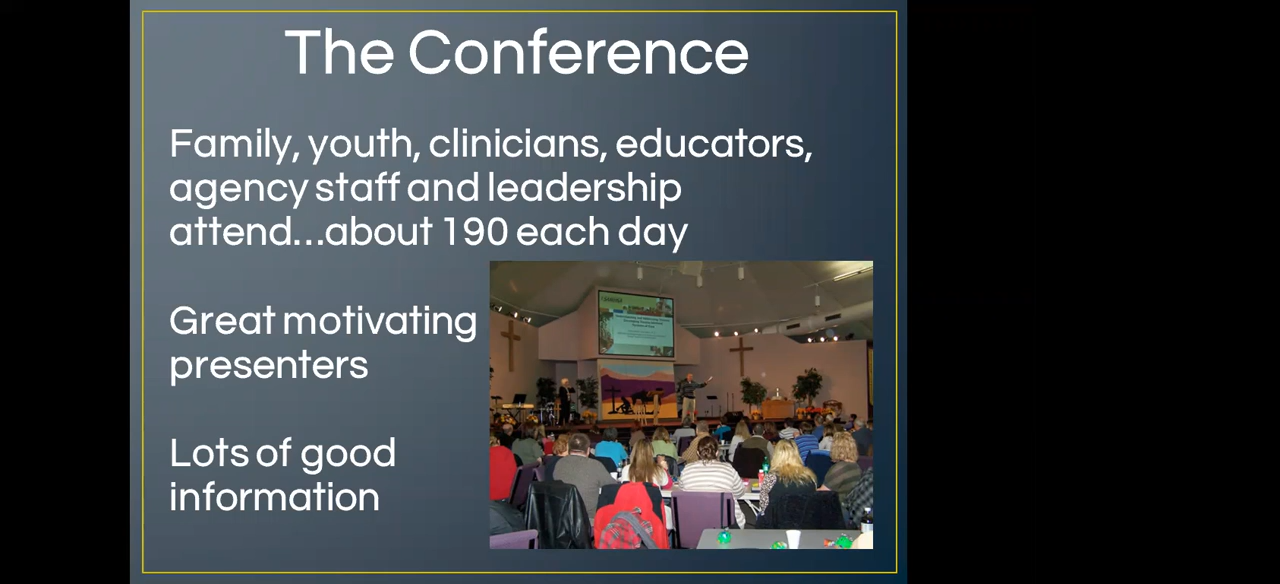 The Conference
Family, youth, clinicians, educators,
agency staff and leadership
attend...about 190 each day
Great motivating
presenters
Lots of good
information